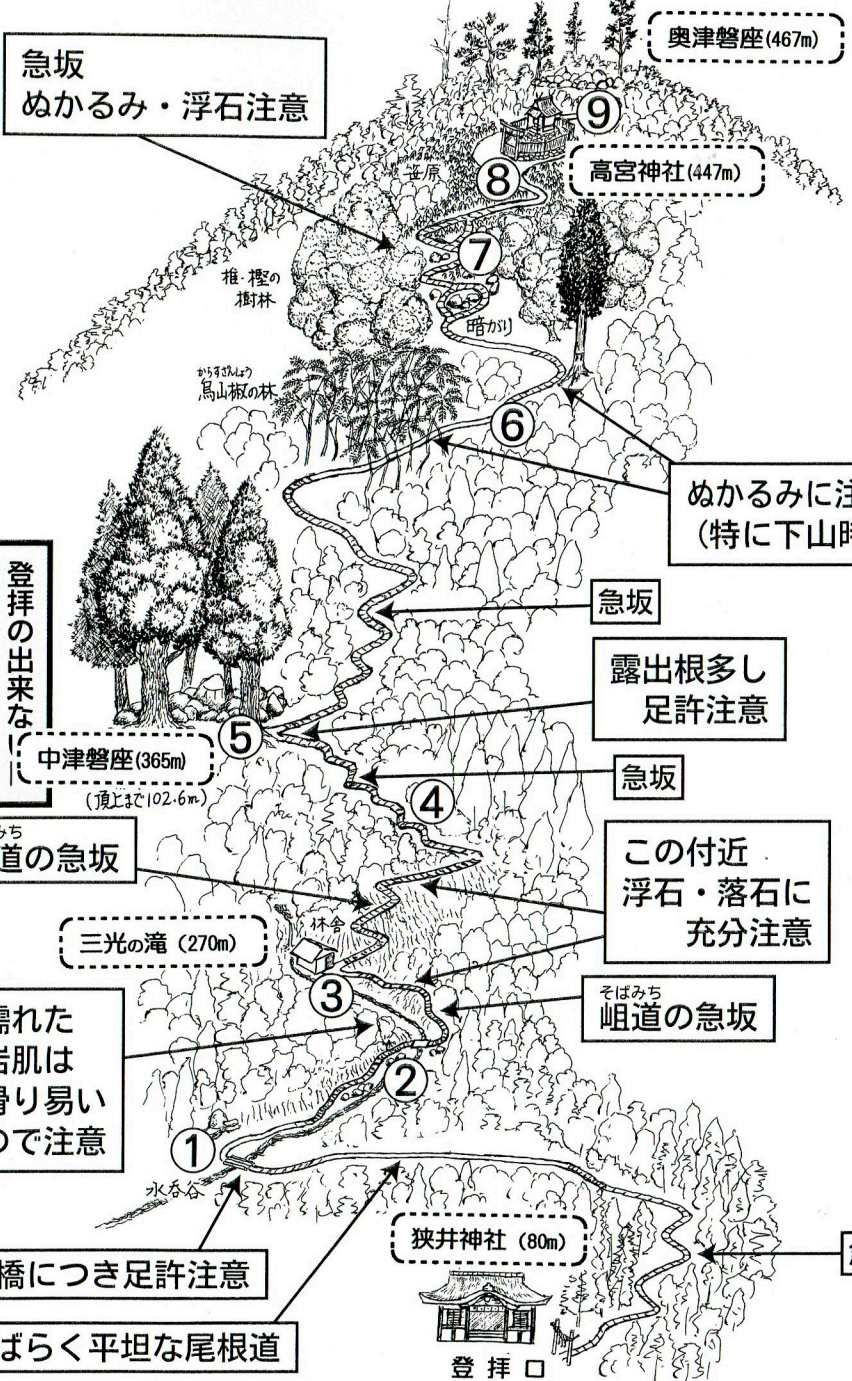 奥津磐座(467m)
急坂
ぬかるみ・浮石注意
⑨
高宮神社(447m)
笹原
⑧
⑦
椎・樫の
樹林
暗がり
からすざんしょう
烏山椒の林
⑥
ぬかるみに注
(特に下山時
急坂
登拝の出来な
露出根多し
足許注意
⑤
中津磐座(365m)
(頂上まで102.6m)
急坂
④
みち
道の急坂
この付近
浮石・落石に
充分注意
休舎
三光の滝(270m)
③
そばみち
岨道の急坂
濡れた
岩肌は
滑り易い
ので注意
②
①
水呑谷
狭井神社(80m)
橋につき足許注意
ばらく平坦な尾根道
登拝口